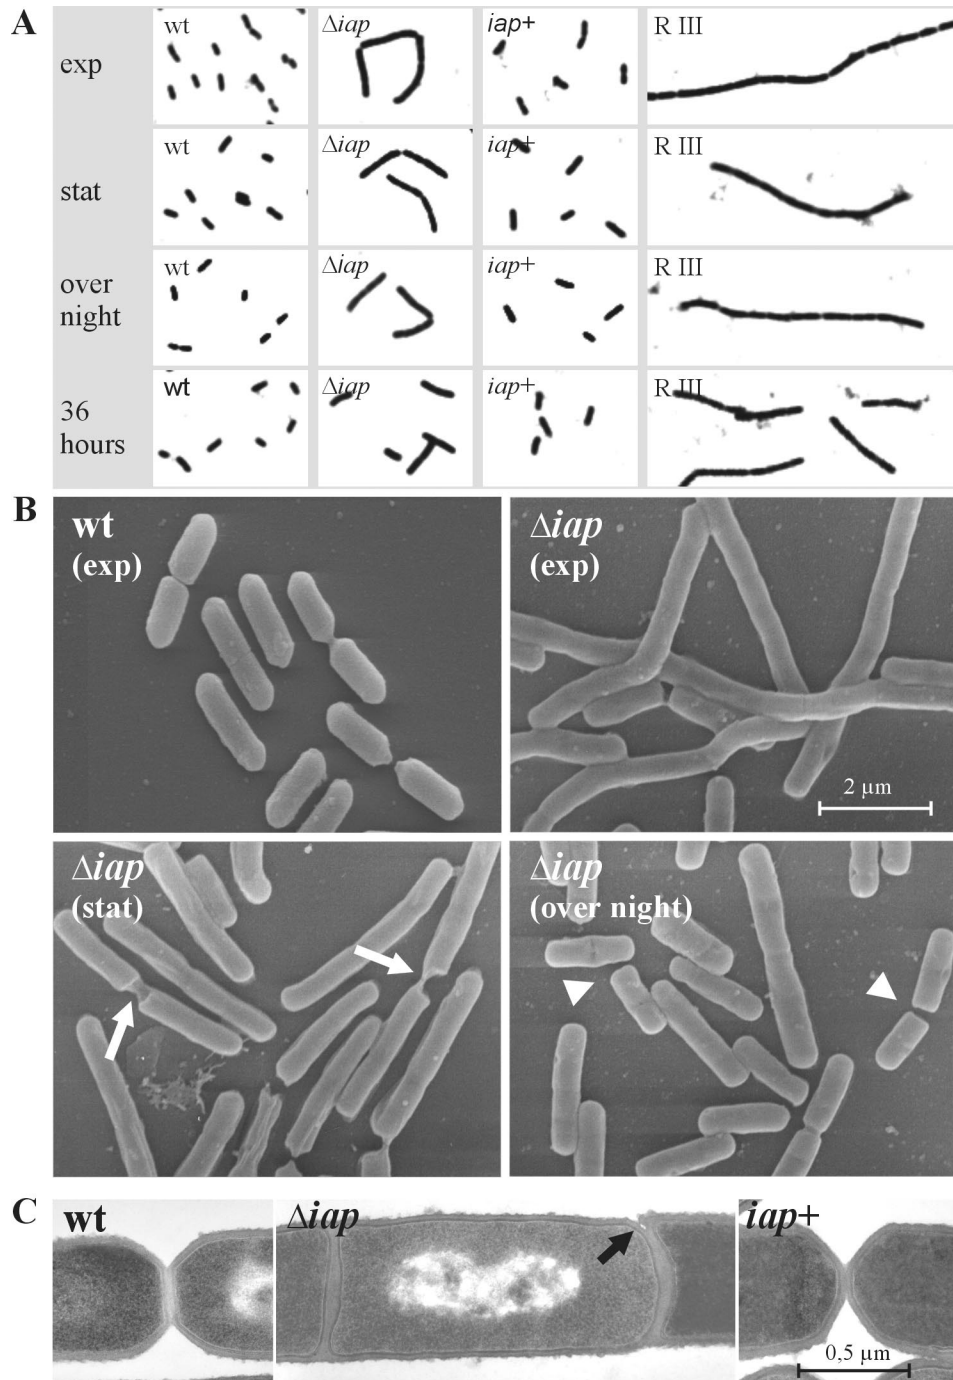 A
exp
wt
Δiap
iap+
R III
stat
wt
Δiap
iap+
R III
over
night
wt
Δiap
iap+
R III
36
hours
wt
Δiap
iap+
R III
B
wt
(exp)
Δiap
(exp)
2 µm
Δiap
(stat)
Δiap
(over night)
C
wt
Δiap
iap+
0,5 µm